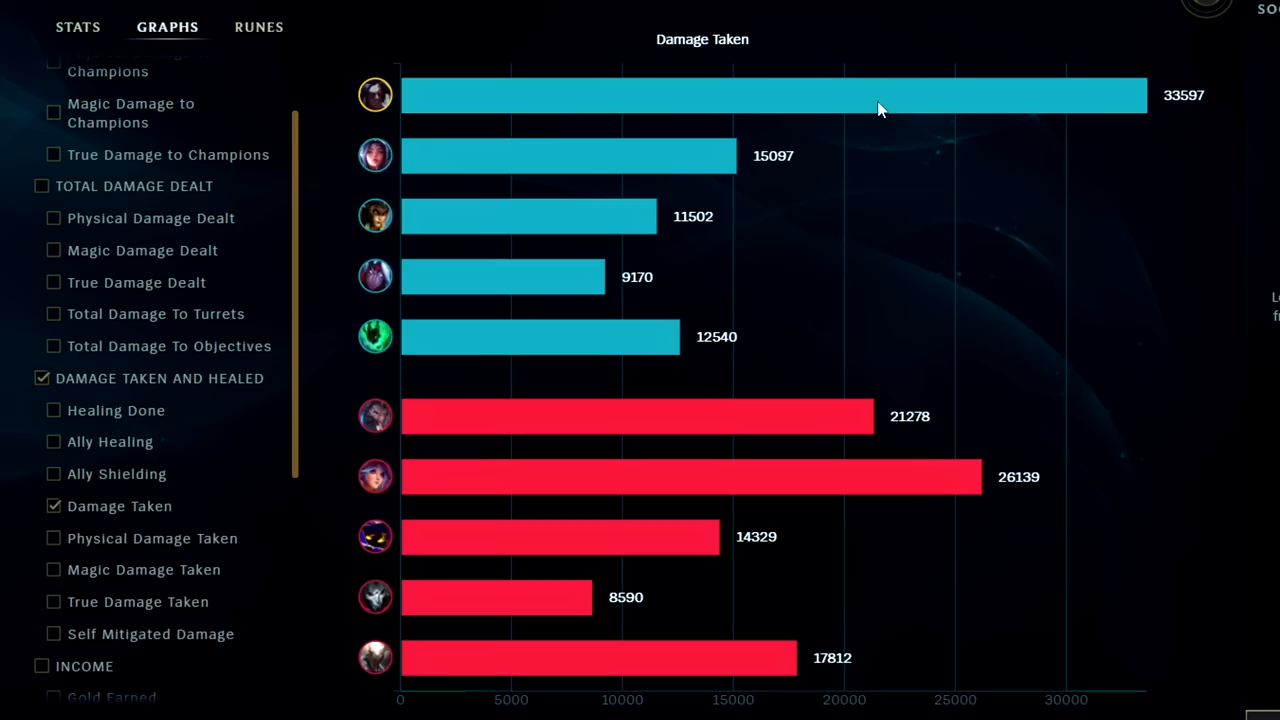 STATS GRAPHS RUNES
SOC
Damage Taken
Physical Damage to
Champions
Magic Damage to
Champions
True Damage to Champions
TOTAL DAMAGE DEALT
Physical Damage Dealt
Magic Damage Dealt
True Damage Dealt
Total Damage To Turrets
Total Damage To Objectives
DAMAGE TAKEN AND HEALED
Healing Done
Ally Healing
Ally Shielding
Damage Taken
Physical Damage Taken
Magic Damage Taken
True Damage Taken
Self Mitigated Damage
INCOME
Gold Earned
33597
15097
11502
9170
12540
21278
26139
14329
8590
17812
0 5000 10000 15000 20000 25000 30000